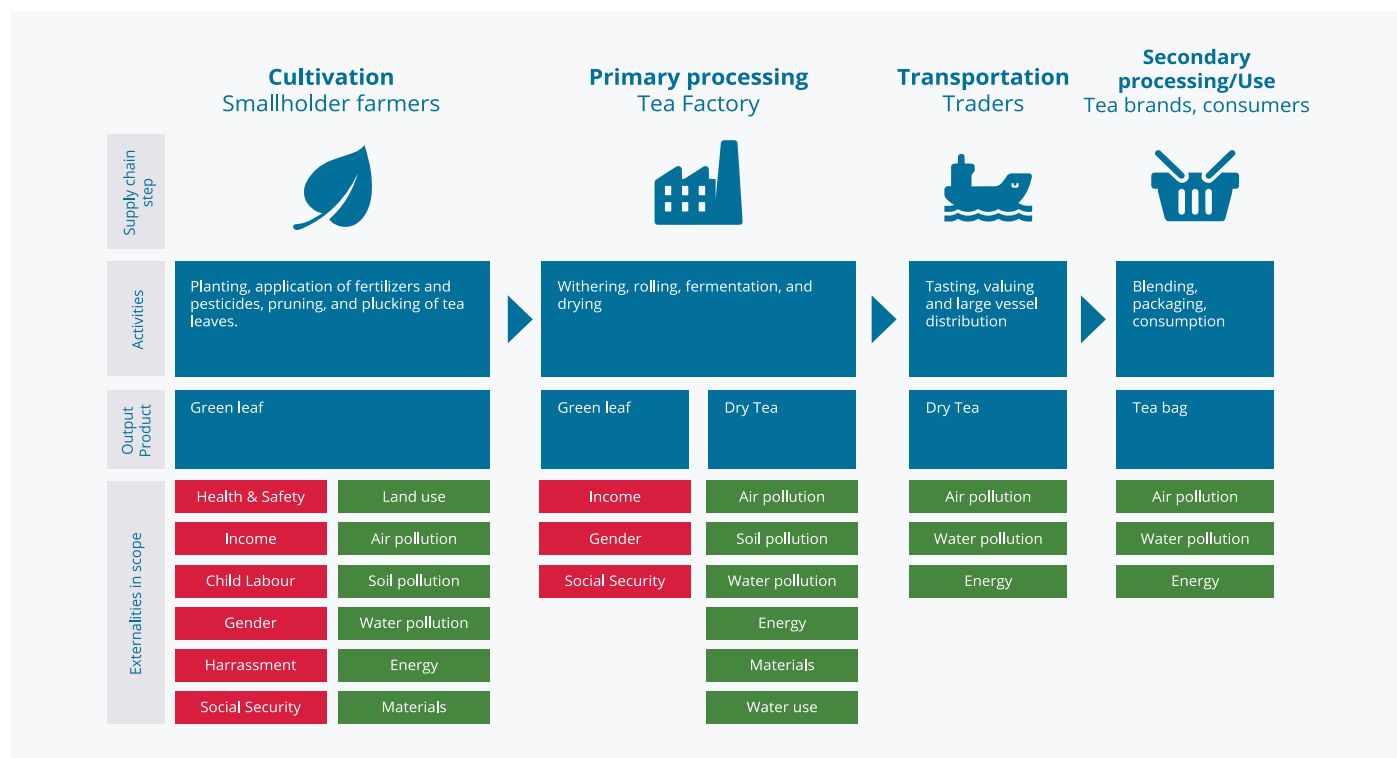 Cultivation
Smallholder farmers
Primary processing
Tea Factory
Transportation
Traders
Secondary
processing/Use
Tea brands, consumers
Supply chain
step
Activities
Planting, application of fertilizers and
pesticides, pruning, and plucking of tea
leaves.
Withering, rolling, fermentation, and
drying
Tasting, valuing
and large vessel
distribution
Blending,
packaging,
consumption
Output
Product
Green leaf
Green leaf
Dry Tea
Dry Tea
Tea bag
Externalities in scope
Health & Safety
Income
Child Labour
Gender
Harrassment
Social Security
Land use
Air pollution
Soil pollution
Water pollution
Energy
Materials
Income
Gender
Social Security
Air pollution
Soil pollution
Water pollution
Energy
Materials
Water use
Air pollution
Water pollution
Energy
Air pollution
Water pollution
Energy